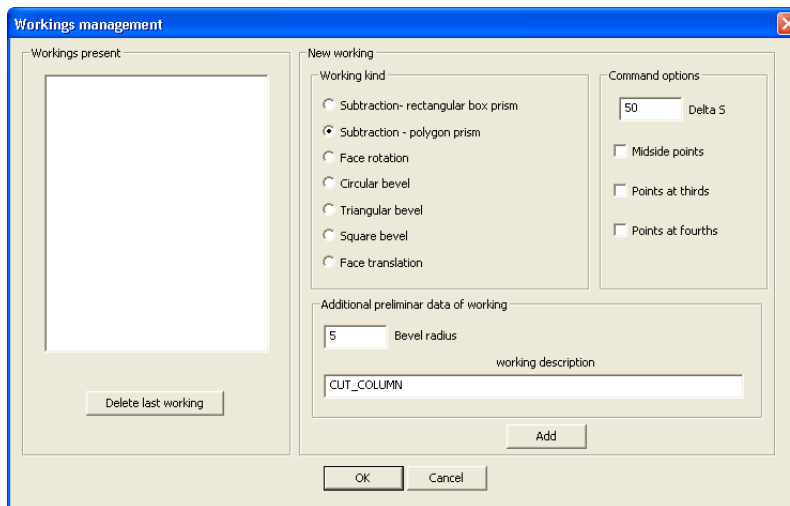 Workings management
Workings present
Delete last working
New working
Working kind
Subtraction- rectangular box prism
Subtraction - polygon prism
Face rotation
Circular bevel
Triangular bevel
Square bevel
Face translation
Command options
50 Delta S
Midside points
Points at thirds
Points at fourths
Additional preliminar data of working
5 Bevel radius
working description
CUT_COLUMN
Add
OK Cancel